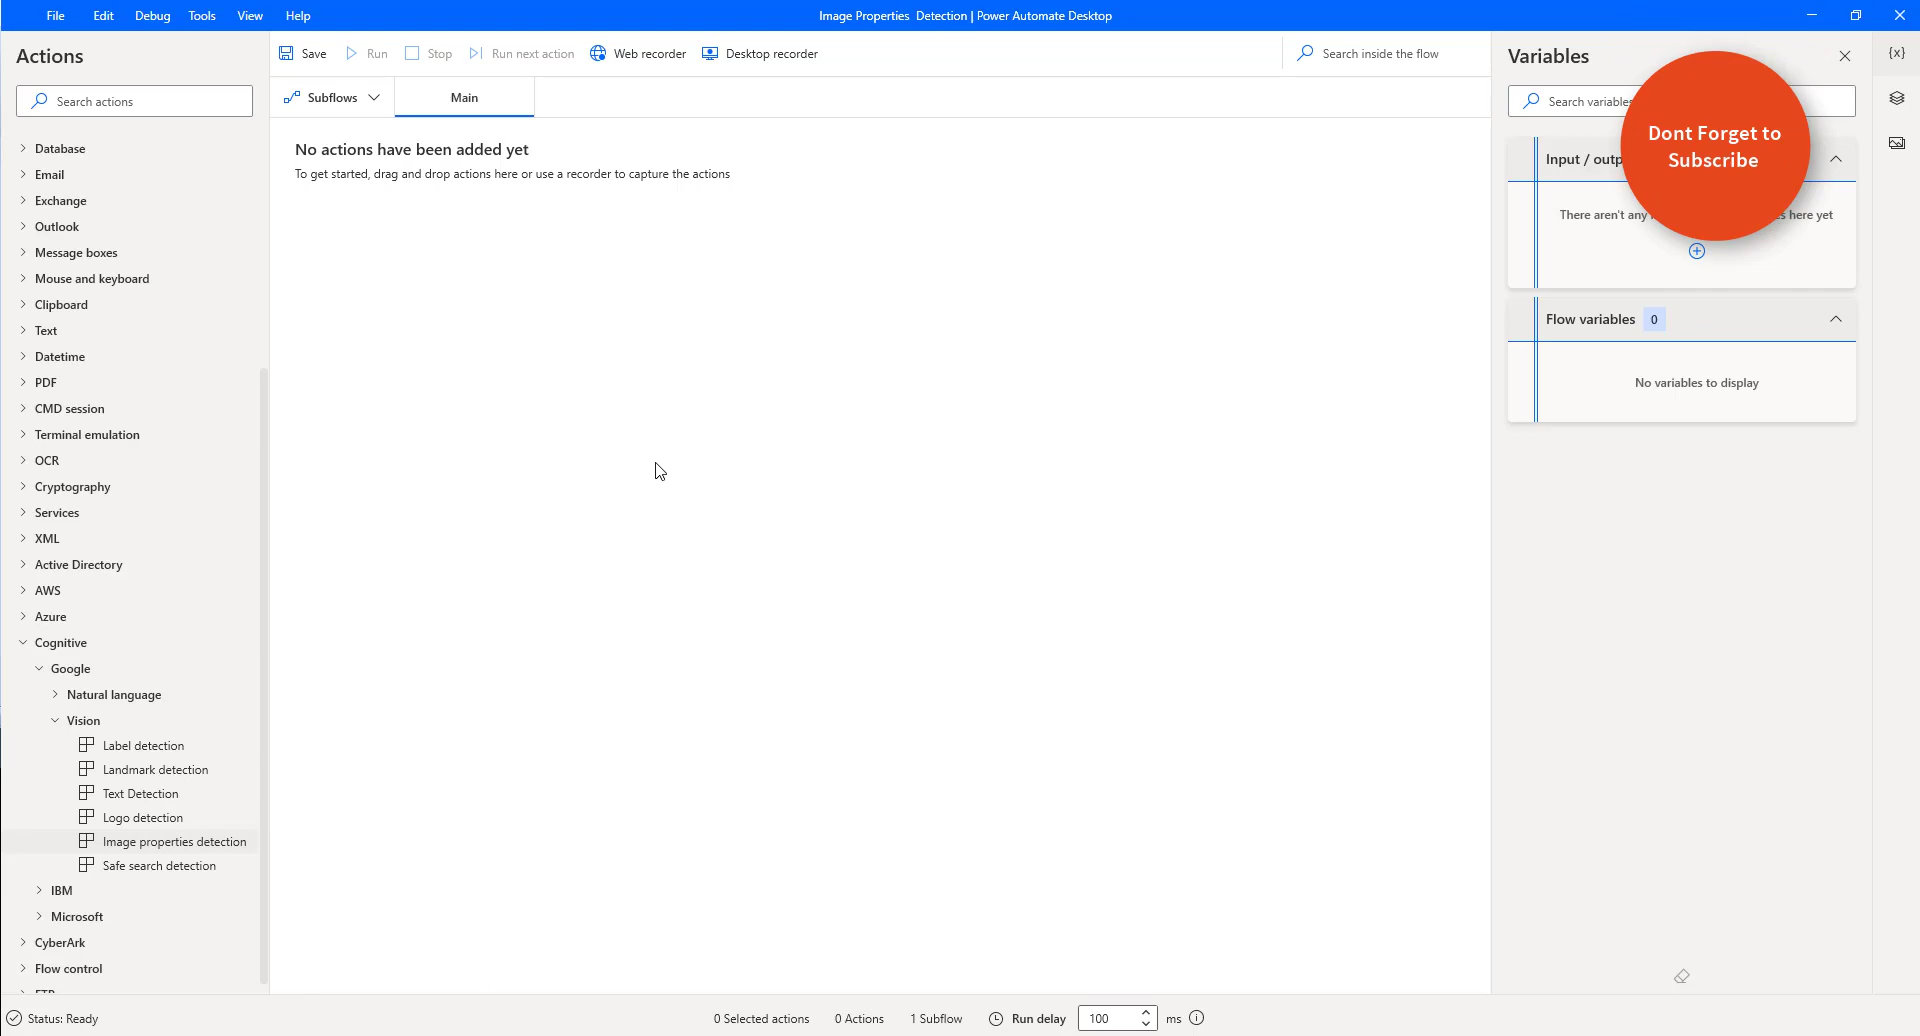 File Edit Debug Tools View Help
Image Properties Detection | Power Automate Desktop
Actions
Search actions
Database
Email
Exchange
Outlook
Message boxes
Mouse and keyboard
Clipboard
Text
Datetime
PDF
CMD session
Terminal emulation
OCR
Cryptography
Services
XML
Active Directory
AWS
Azure
Cognitive
Google
Natural language
Vision
Label detection
Landmark detection
Text Detection
Logo detection
Image properties detection
Safe search detection
IBM
Microsoft
CyberArk
Flow control
Save Run Stop Run next action Web recorder Desktop recorder
Search inside the flow
Subflows Main
No actions have been added yet
To get started, drag and drop actions here or use a recorder to capture the actions
Variables
{x}
Search variables
Dont Forget to
Subscribe
Input /
There aren't any here yet
Flow variables 0
No variables to display
Status: Ready
0 Selected actions 0 Actions 1 Subflow Run delay 100 ms